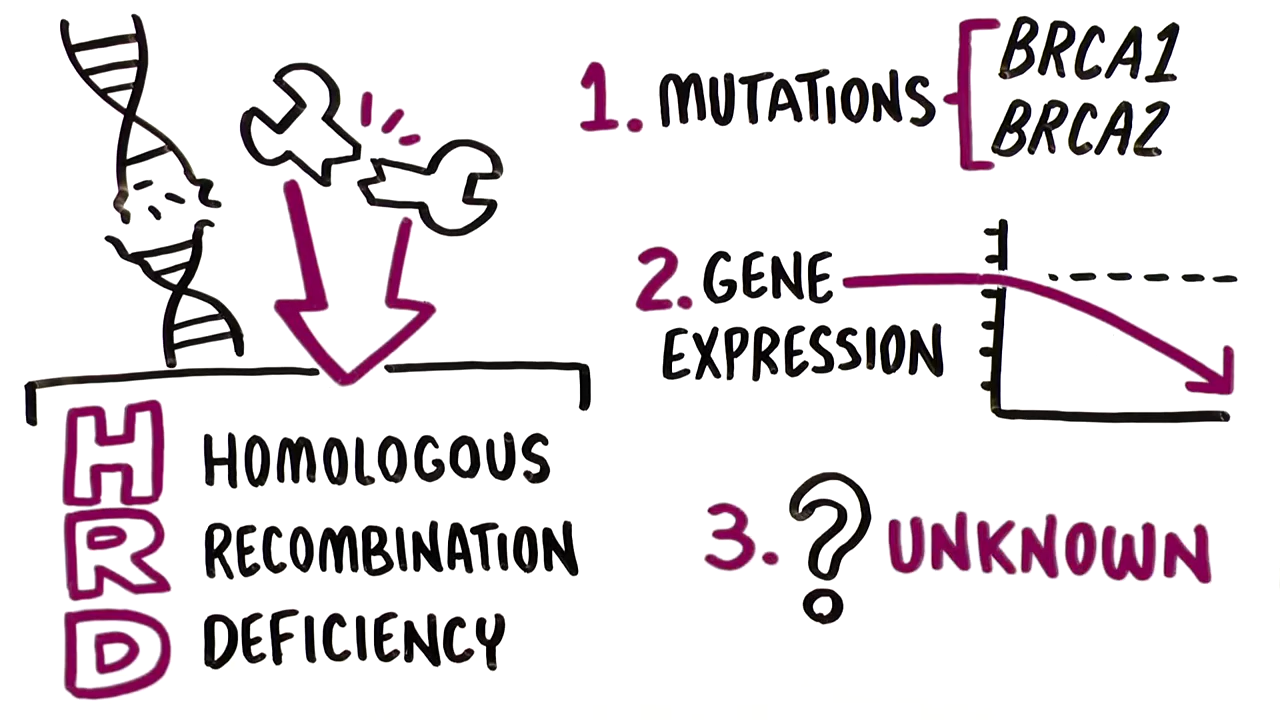 H HOMOLOGOUS
R RECOMBINATION
D DEFICIENCY
1. MUTATIONS
BRCA1
BRCA2
2. GENE
EXPRESSION
3. ? UNKNOWN